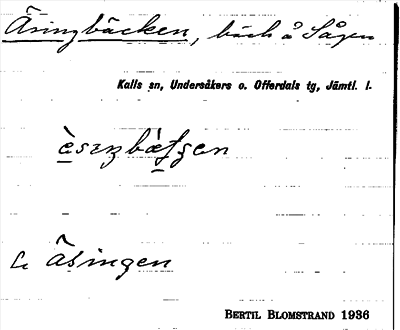 Åsingbäcken, bäck å Sågen
Kalls sn, Undersåkers o. Offerdals tg, Jämtl. l.
Åsingen
BERTIL BLOMSTRAND 1936